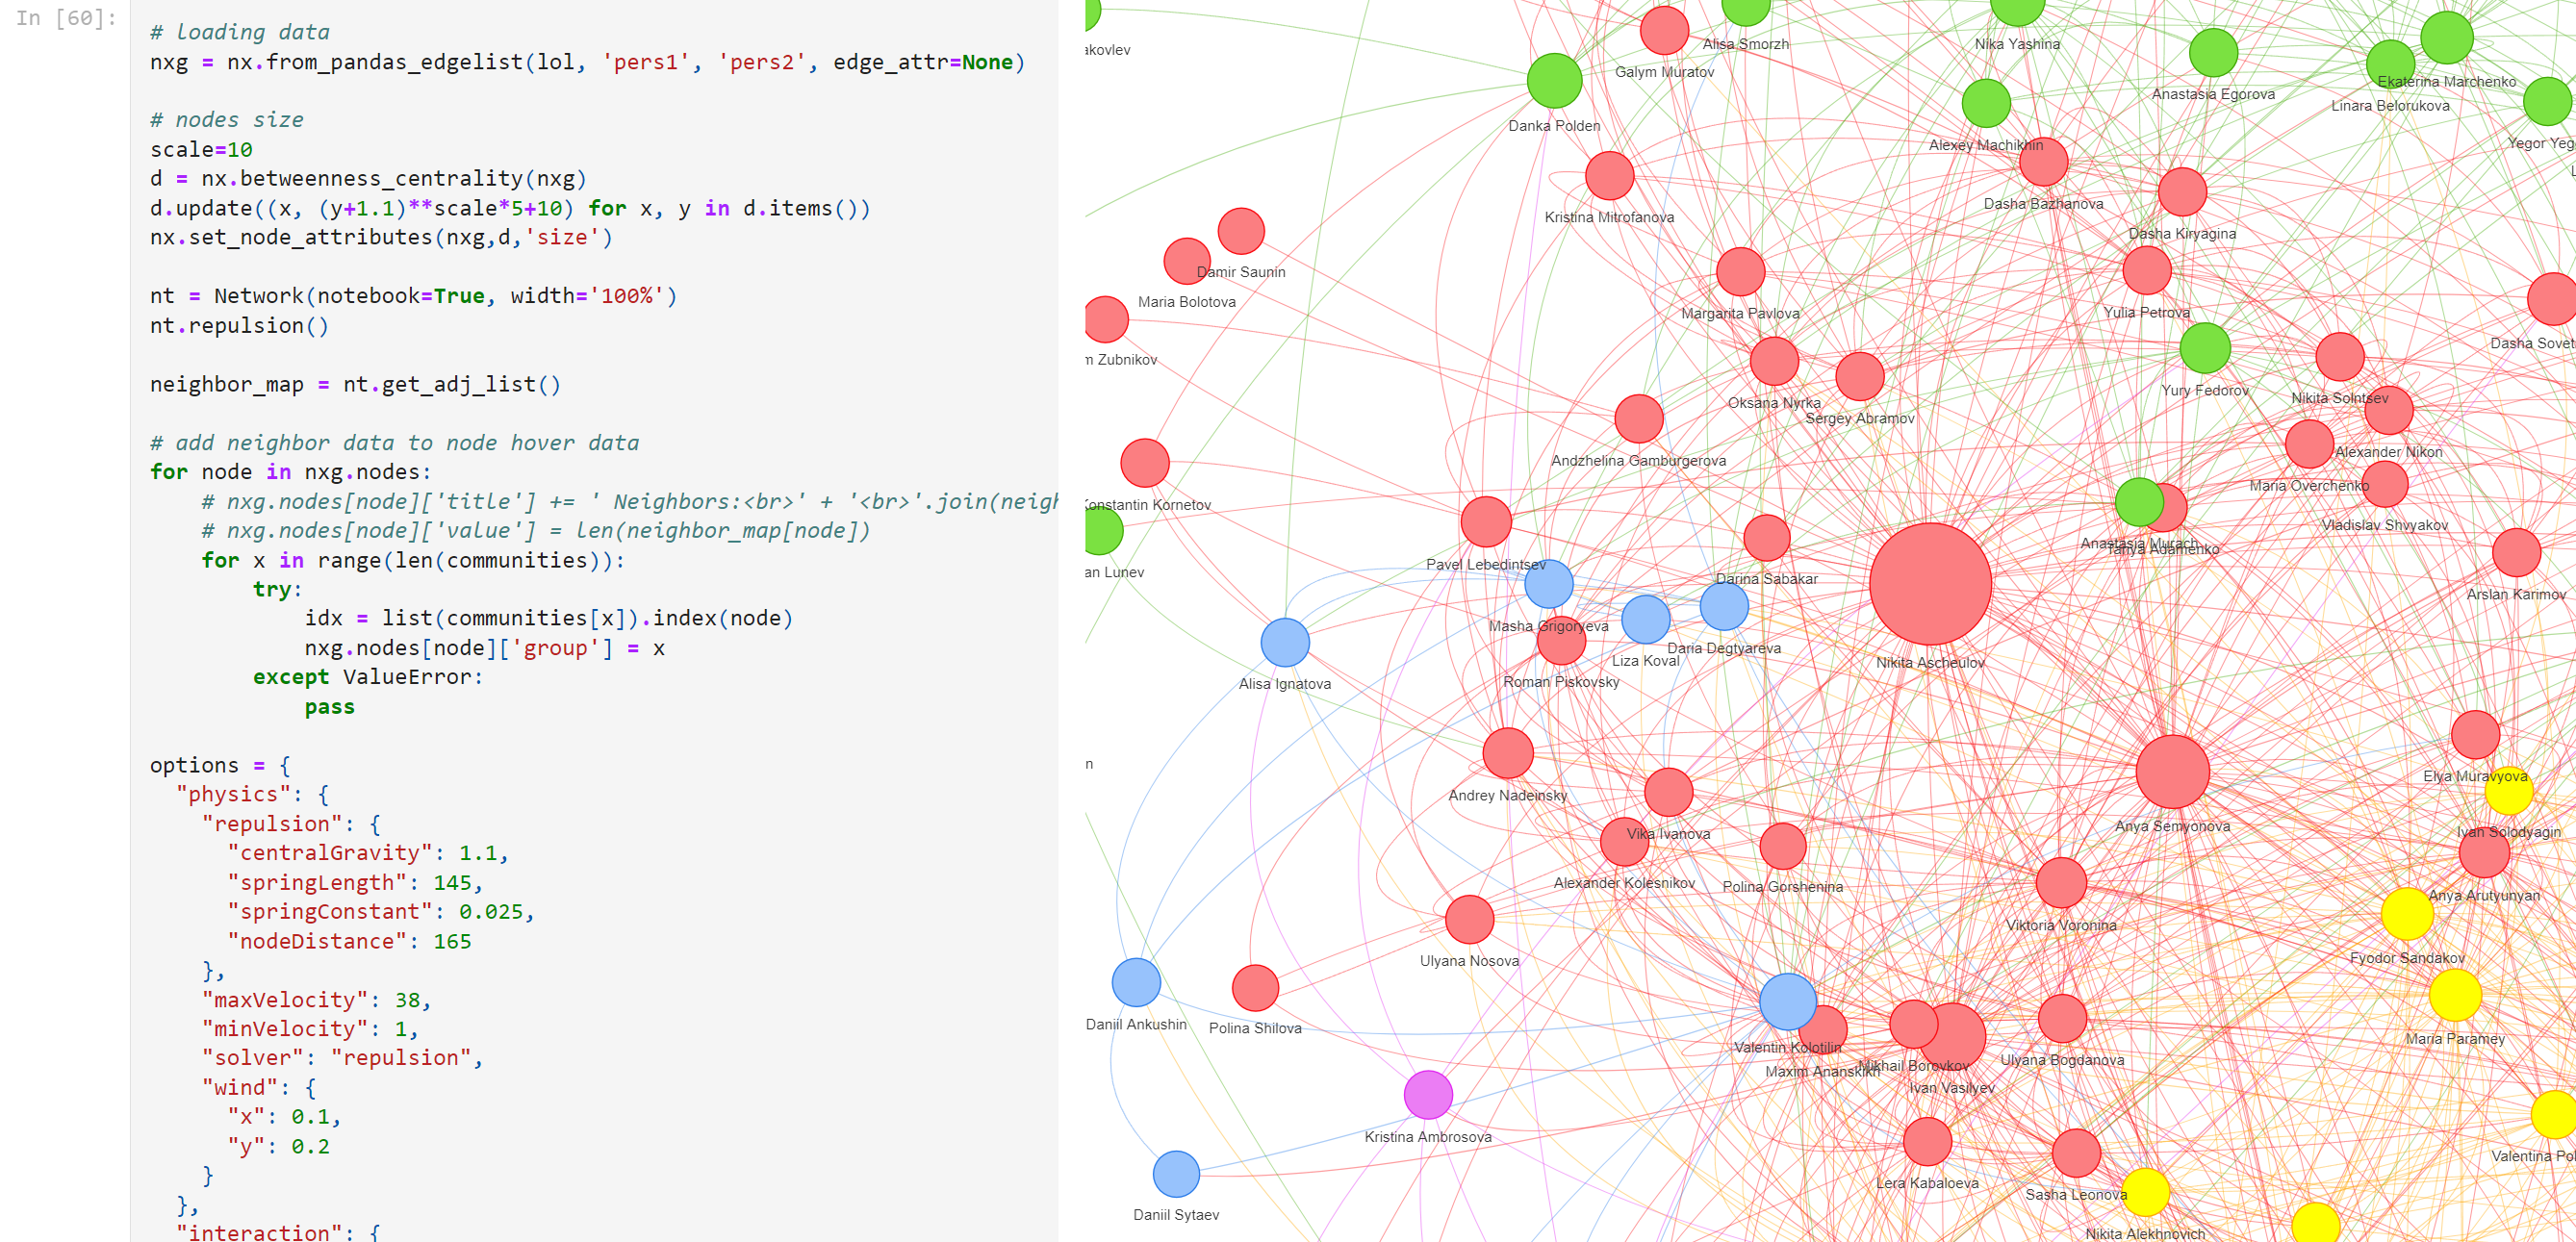 In [60]:
# loading data
nxg = nx.from_pandas_edgelist(lol, 'pers1', 'pers2', edge_attr=None)
# nodes size
scale=10
d = nx.betweenness_centrality(nxg)
d.update((x, (y+1.1)**scale*5+10) for x, y in d.items())
nx.set_node_attributes(nxg,d,'size')
nt = Network(notebook=True, width='100%')
nt.repulsion()
neighbor_map = nt.get_adj_list()
# add neighbor data to node hover data
for node in nxg.nodes:
    # nxg.nodes[node]['title'] += ' Neighbors:<br>' + '<br>'.join(neigh
    # nxg.nodes[node]['value'] = len(neighbor_map[node])
    for x in range(len(communities)):
        try:
            idx = list(communities[x]).index(node)
            nxg.nodes[node]['group'] = x
        except ValueError:
            pass
options = {
  "physics": {
    "repulsion": {
      "centralGravity": 1.1,
      "springLength": 145,
      "springConstant": 0.025,
      "nodeDistance": 165
    },
    "maxVelocity": 38,
    "minVelocity": 1,
    "solver": "repulsion",
    "wind": {
      "x": 0.1,
      "y": 0.2
    }
  },
  "interaction": {
akovlev
Alisa Smorzh
Nika Yashina
Galym Muratov
Ekaterina Marchenko
Anastasia Egorova
Linara Belorukova
Danka Polden
Alexey Machikhin
Yegor Yeg
Dasha Bazhanova
Kristina Mitrofanova
Dasha Kiryagina
Damir Saunin
Maria Bolotova
Margarita Pavlova
Yulia Petrova
Dasha Sovet
m Zubnikov
Yury Fedorov
Nikita Solntsev
Oksana Nyrka
Sergey Abramov
Alexander Nikon
Andzhelina Gamburgerova
Maria Overchenko
Konstantin Kornetov
Vladislav Shvyakov
Anastasia Murach
Tanya Adamenko
Pavel Lebedintsev
an Lunev
Darina Sabakar
Arslan Karimov
Masha Grigoryeva
Daria Degtyareva
Liza Koval
Nikita Ascheulov
Alisa Ignatova
Roman Piskovsky
n
Elya Muravyova
Andrey Nadeinsky
Anya Semyonova
Vika Ivanova
Ivan Solodyagin
Alexander Kolesnikov
Polina Gorshenina
Anya Arutyunyan
Viktoria Voronina
Ulyana Nosova
Fyodor Sandakov
Daniil Ankushin
Polina Shilova
Maria Paramey
Valentin Kolotilin
Ulyana Bogdanova
Mikhail Borovkov
Maxim Ananskikh
Ivan Vasilyev
Kristina Ambrosova
Valentina Pol
Lera Kabaloeva
Sasha Leonova
Daniil Sytaev
Nikita Alekhnovich